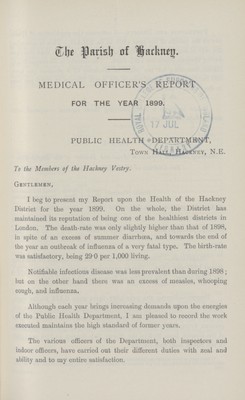 The Parish of Hackney.
MEDICAL OFFICER'S REPORT
FOR THE YEAR 1899.
17 JUL
PUBLIC HEALTH DEPARTMENT,
TOWN HALL, HACKNEY, N.E.
To the Members of the Hackney Vestry.
GENTLEMEN,
I beg to present my Report upon the Health of the Hackney
District for the year 1899. On the whole, the District has
maintained its reputation of being one of the healthiest districts in
London. The death-rate was only slightly higher than that of 1898,
in spite of an excess of summer diarrhœa, and towards the end of
the year an outbreak of influenza of a very fatal type. The birth-rate
was satisfactory, being 29·0 per 1,000 living.
Notifiable infectious disease was less prevalent than during 1898;
but on the other hand there was an excess of measles, whooping
cough, and influenza.
Although each year brings increasing demands upon the energies
of the Public Health Department, I am pleased to record the work
executed maintains the high standard of former years.
The various officers of the Department, both inspectors and
indoor officers, have carried out their different duties with zeal and
ability and to my entire satisfaction.